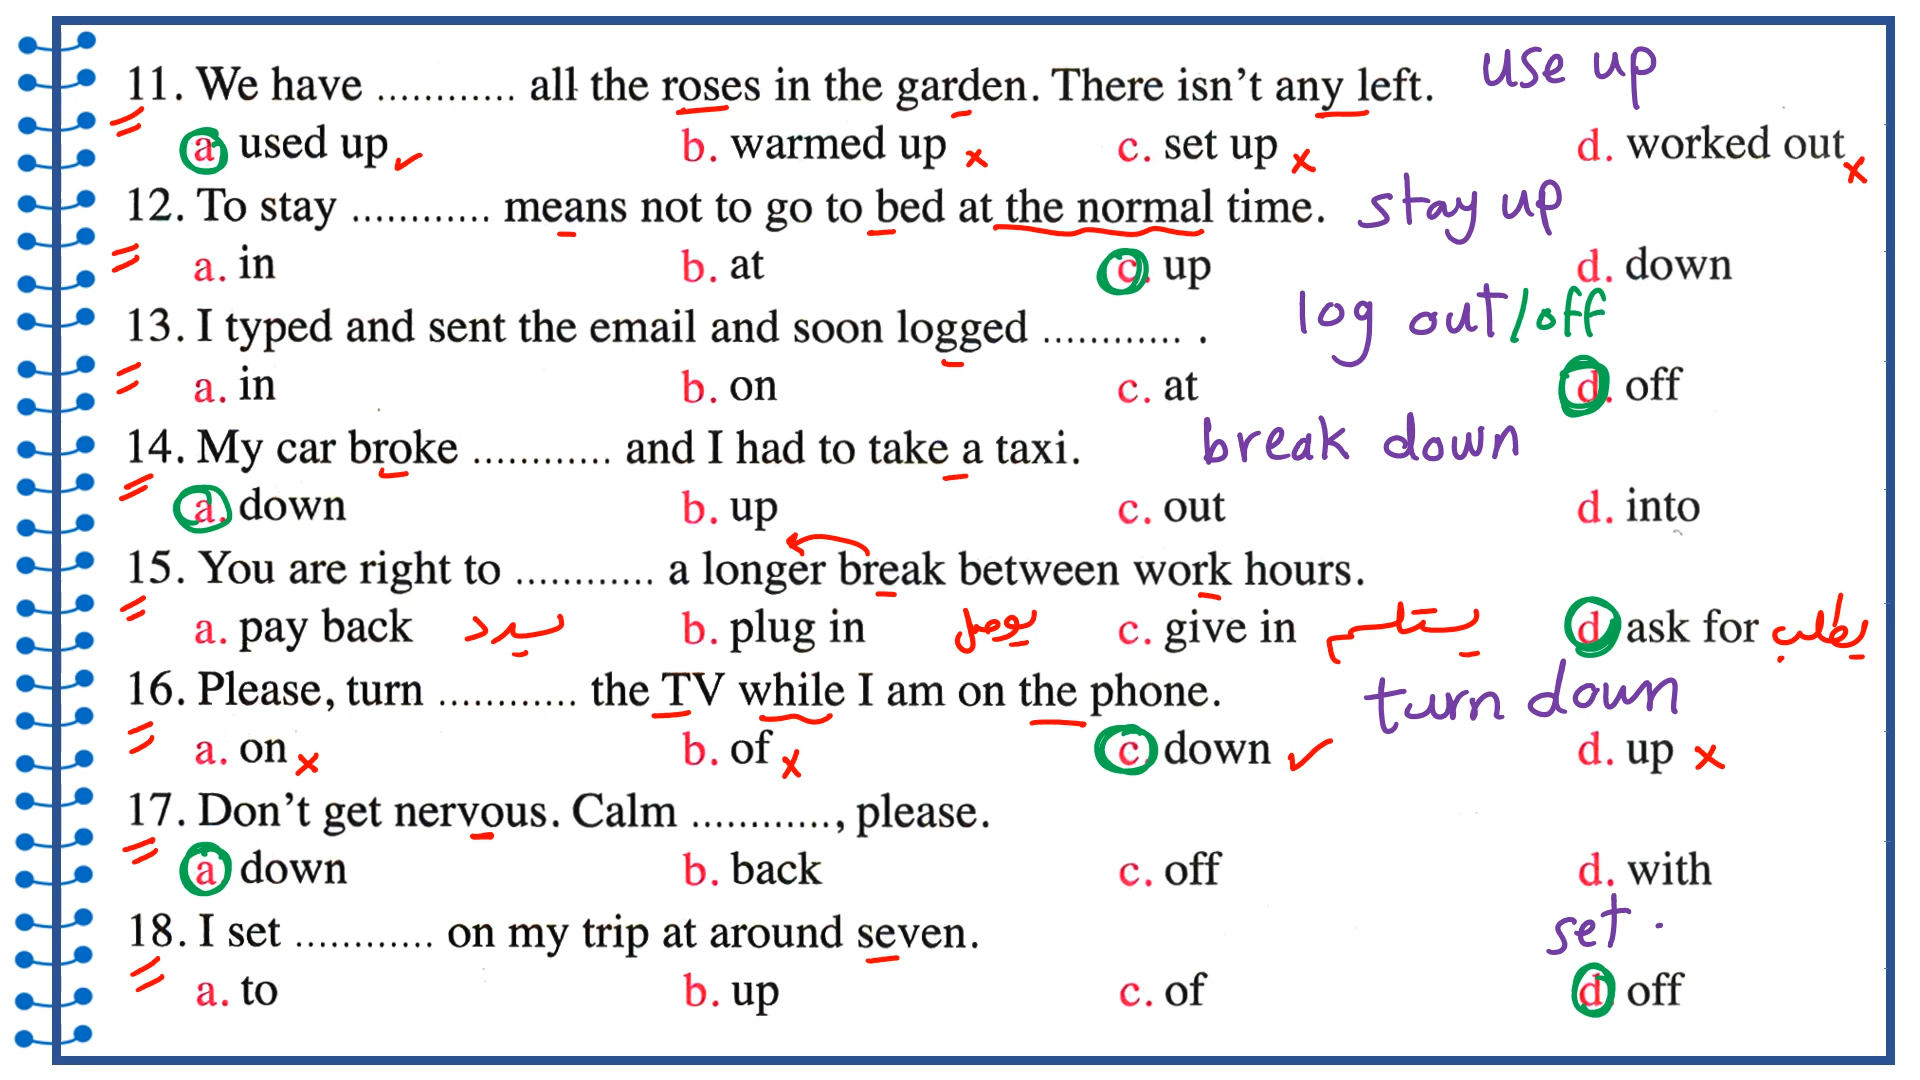 11. We have ............ all the roses in the garden. There isn't any left. use up
a. used up b. warmed up c. set up d. worked out
12. To stay ............ means not to go to bed at the normal time. stay up
a. in b. at c. up d. down
13. I typed and sent the email and soon logged ............ . log out/off
a. in b. on c. at d. off
14. My car broke ............ and I had to take a taxi. break down
a. down b. up c. out d. into
15. You are right to ............ a longer break between work hours.
a. pay back يسدد b. plug in يوصل c. give in يستسلم d. ask for يطلب
16. Please, turn ............ the TV while I am on the phone. turn down
a. on b. of c. down d. up
17. Don't get nervous. Calm ............, please.
a. down b. back c. off d. with
18. I set ............ on my trip at around seven. set .
a. to b. up c. of d. off